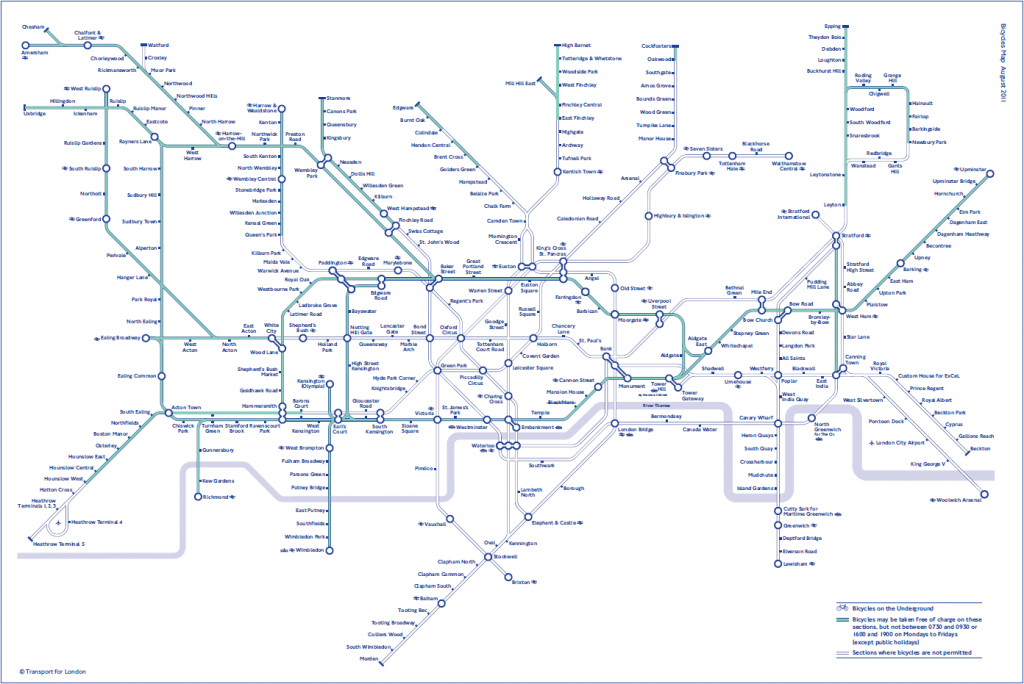 Bicycles Map August 2011
Chesham
Chalfont &
Latimer
Amersham
Chorleywood
Rickmansworth
Watford
Croxley
Moor Park
Northwood
Northwood Hills
Pinner
North Harrow
Harrow-
on-the-Hill
Northwick
Park
Preston
Road
Wembley
Park
West Ruislip
Hillingdon
Uxbridge
Ickenham
Ruislip
Ruislip Manor
Eastcote
Rayners Lane
West
Harrow
Ruislip Gardens
South Ruislip
Northolt
Greenford
Perivale
Hanger Lane
South Harrow
Sudbury Hill
Sudbury Town
Alperton
Park Royal
North Ealing
Ealing Broadway
Ealing Common
West
Acton
North
Acton
East
Acton
White
City
Wood Lane
Shepherd's
Bush
Holland
Park
Notting
Hill Gate
Queensway
Lancaster
Gate
Marble
Arch
Bond
Street
Oxford
Circus
Tottenham
Court Road
Holborn
Chancery
Lane
St. Paul's
Bank
Harrow &
Wealdstone
Kenton
South Kenton
North Wembley
Wembley Central
Stonebridge Park
Harlesden
Willesden Junction
Kensal Green
Queen's Park
Kilburn Park
Maida Vale
Warwick Avenue
Royal Oak
Westbourne Park
Ladbroke Grove
Latimer Road
Stanmore
Canons Park
Queensbury
Kingsbury
Neasden
Dollis Hill
Willesden Green
Kilburn
West Hampstead
Finchley Road
Swiss Cottage
St. John's Wood
Edgware
Burnt Oak
Colindale
Hendon Central
Brent Cross
Golders Green
Hampstead
Belsize Park
Chalk Farm
Camden Town
Mornington
Crescent
High Barnet
Totteridge & Whetstone
Woodside Park
Mill Hill East
West Finchley
Finchley Central
East Finchley
Highgate
Archway
Tufnell Park
Kentish Town
Cockfosters
Oakwood
Southgate
Arnos Grove
Bounds Green
Wood Green
Turnpike Lane
Manor House
Seven Sisters
Finsbury Park
Tottenham
Hale
Blackhorse
Road
Walthamstow
Central
Arsenal
Holloway Road
Caledonian Road
Highbury & Islington
Epping
Theydon Bois
Debden
Loughton
Buckhurst Hill
Roding
Valley
Grange
Hill
Chigwell
Hainault
Fairlop
Barkingside
Newbury Park
Woodford
South Woodford
Snaresbrook
Redbridge
Wanstead
Gants
Hill
Leytonstone
Leyton
Upminster
Upminster Bridge
Hornchurch
Elm Park
Dagenham East
Dagenham Heathway
Becontree
Upney
Barking
East Ham
Upton Park
Plaistow
West Ham
Stratford
International
Stratford
Stratford
High Street
Abbey
Road
Pudding
Mill Lane
Bow Road
Bromley-
by-Bow
Bow Church
Mile End
Bethnal
Green
Stepney Green
Whitechapel
Aldgate
East
Aldgate
Liverpool
Street
Moorgate
Old Street
Angel
Barbican
Farringdon
King's Cross
St. Pancras
Euston
Euston
Square
Warren Street
Great
Portland
Street
Baker
Street
Marylebone
Edgware
Road
Paddington
Edgware
Road
Bayswater
Regent's Park
Goodge
Street
Russell
Square
Covent Garden
Leicester Square
Piccadilly
Circus
Green Park
Hyde Park Corner
Knightsbridge
Charing
Cross
High Street
Kensington
Kensington
(Olympia)
Shepherd's Bush
Market
Goldhawk Road
Hammersmith
Barons
Court
Gloucester
Road
Earl's
Court
South
Kensington
Sloane
Square
Victoria
St. James's
Park
Westminster
Embankment
Temple
Blackfriars
Mansion House
Cannon Street
Monument
Tower
Hill
Tower
Gateway
Shadwell
Limehouse
Westferry
Poplar
Blackwall
East
India
Canning
Town
Royal
Victoria
Custom House for ExCeL
Prince Regent
Royal Albert
Beckton Park
Cyprus
Gallions Reach
Beckton
Devons Road
Langdon Park
All Saints
Star Lane
West
India Quay
Canary Wharf
Heron Quays
South Quay
Crossharbour
Mudchute
Island Gardens
Cutty Sark for
Maritime Greenwich
Greenwich
Deptford Bridge
Elverson Road
Lewisham
North
Greenwich
for The O2
West Silvertown
Pontoon Dock
London City Airport
King George V
Woolwich Arsenal
River Thames
Bermondsey
Canada Water
London Bridge
Borough
Southwark
Waterloo
Lambeth
North
Elephant & Castle
Kennington
Oval
Pimlico
Vauxhall
Stockwell
Brixton
Clapham North
Clapham Common
Clapham South
Balham
Tooting Bec
Tooting Broadway
Colliers Wood
South Wimbledon
Morden
South Ealing
Acton Town
Chiswick
Park
Turnham
Green
Stamford
Brook
Ravenscourt
Park
West
Kensington
Gunnersbury
Kew Gardens
Richmond
West Brompton
Fulham Broadway
Parsons Green
Putney Bridge
East Putney
Southfields
Wimbledon Park
Wimbledon
Northfields
Boston Manor
Osterley
Hounslow East
Hounslow Central
Hounslow West
Hatton Cross
Heathrow
Terminals 1, 2, 3
Heathrow Terminal 4
Heathrow Terminal 5
Bicycles on the Underground
Bicycles may be taken free of charge on these
sections, but not between 0730 and 0930 or
1600 and 1900 on Mondays to Fridays
(except public holidays)
Sections where bicycles are not permitted
© Transport for London